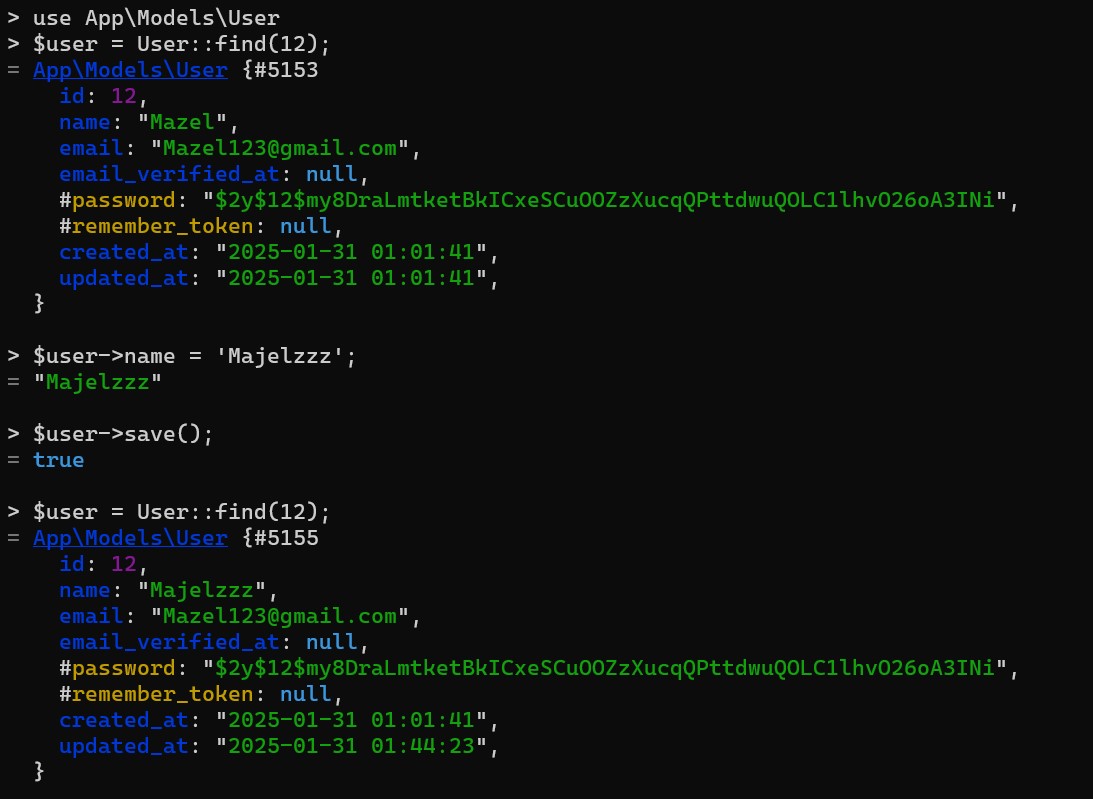 > use App\Models\User
> $user = User::find(12);
= App\Models\User {#5153
id: 12,
name: "Mazel",
email: "Mazel123@gmail.com",
email_verified_at: null,
#password: "$2y$12$my8DraLmtketBkICxeSCuOOZzXucqQPttdwuQOLC1lhvO26oA3INi",
#remember_token: null,
created_at: "2025-01-31 01:01:41",
updated_at: "2025-01-31 01:01:41",
}
> $user->name = 'Majelzzz';
= "Majelzzz"
> $user->save();
= true
> $user = User::find(12);
= App\Models\User {#5155
id: 12,
name: "Majelzzz",
email: "Mazel123@gmail.com",
email_verified_at: null,
#password: "$2y$12$my8DraLmtketBkICxeSCuOOZzXucqQPttdwuQOLC1lhvO26oA3INi",
#remember_token: null,
created_at: "2025-01-31 01:01:41",
updated_at: "2025-01-31 01:44:23",
}